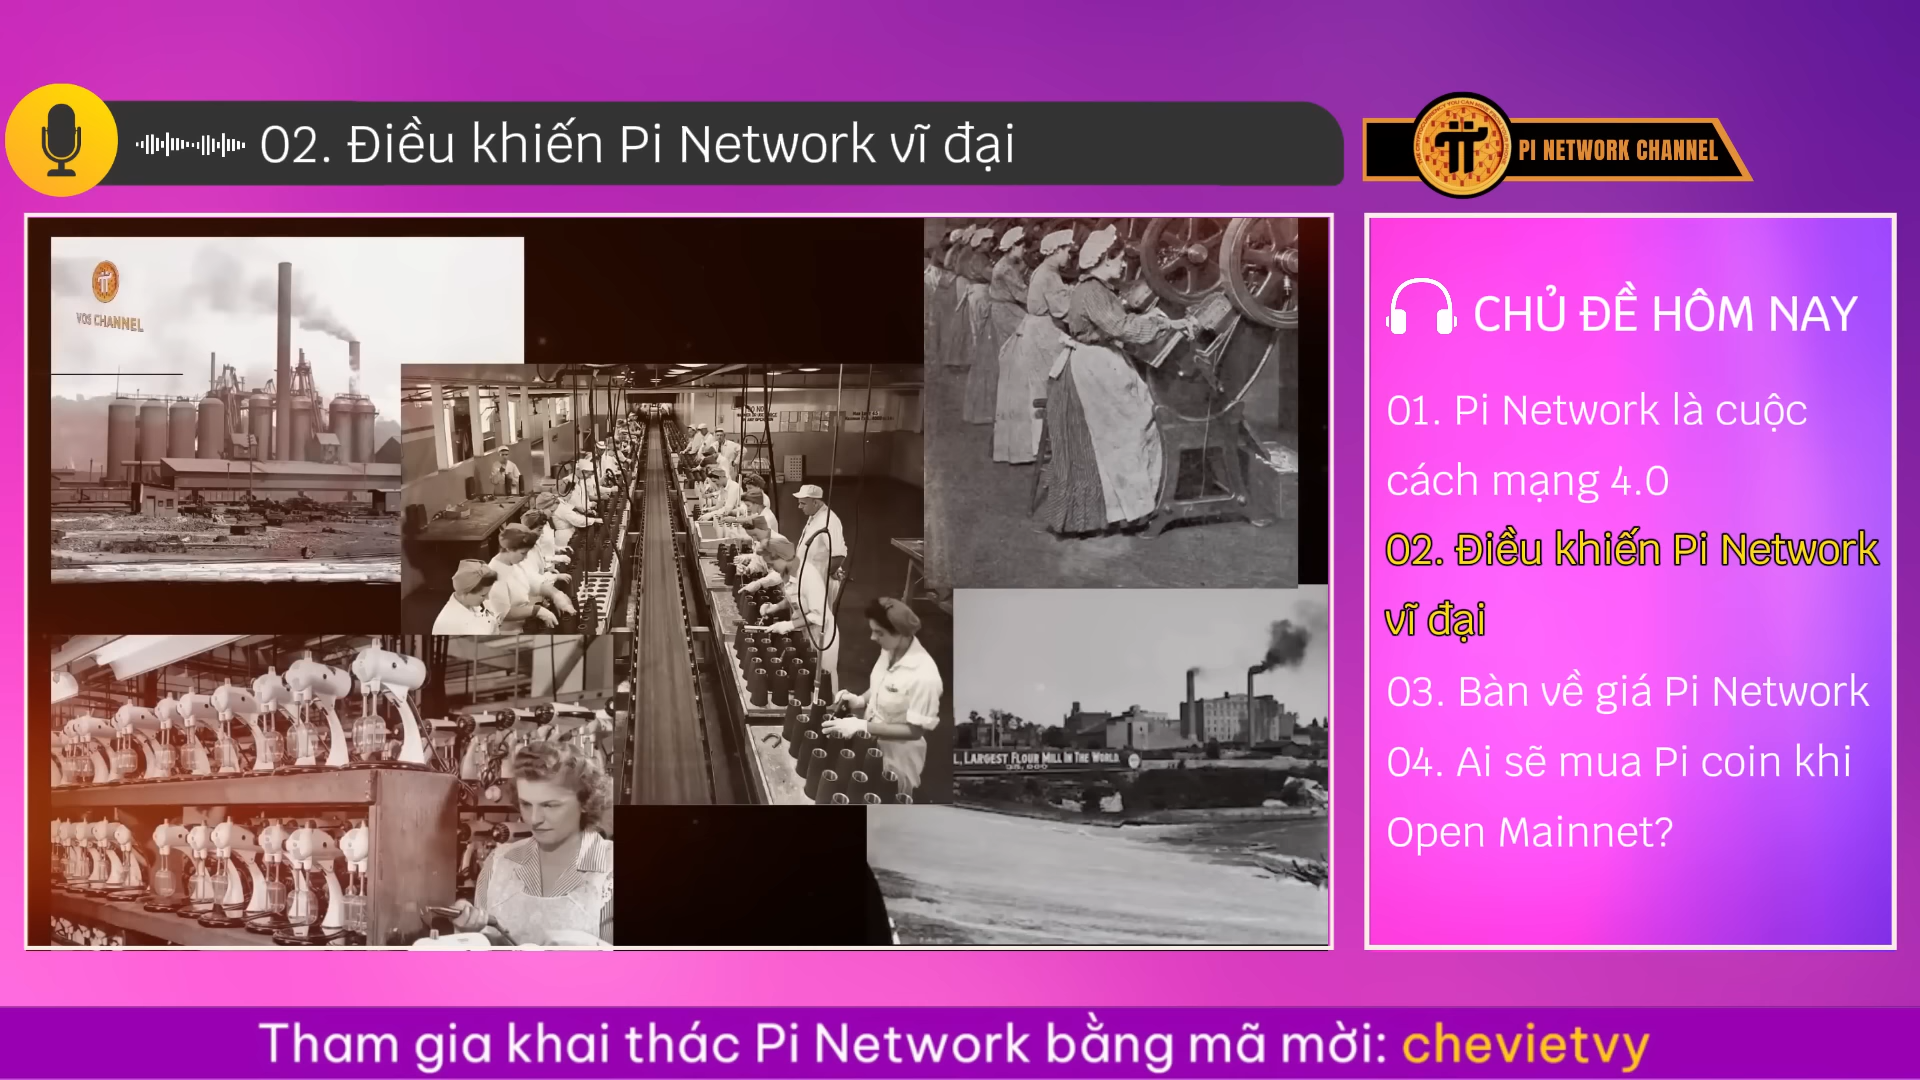 02. Điều khiến Pi Network vĩ đại
PI NETWORK CHANNEL
VOS CHANNEL
LARGEST FLOUR MILL IN THE WORLD.
CHỦ ĐỀ HÔM NAY
01. Pi Network là cuộc
cách mạng 4.0
02. Điều khiến Pi Network
vĩ đại
03. Bàn về giá Pi Network
04. Ai sẽ mua Pi coin khi
Open Mainnet?
Tham gia khai thác Pi Network bằng mã mời: chevietvy